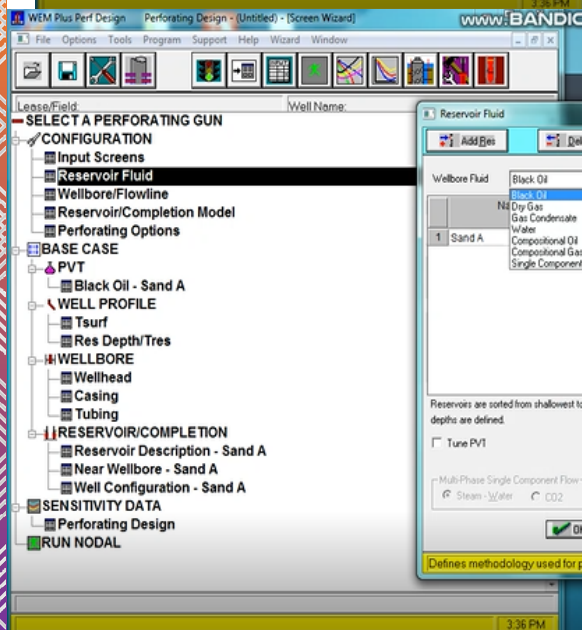 3:36 PM
WEM Plus Perf Design Perforating Design - (Untitled) - [Screen Wizard]
www.BANDIC
File Options Tools Program Support Help Wizard Window
Lease/Field: Well Name:
SELECT A PERFORATING GUN
CONFIGURATION
Input Screens
Reservoir Fluid
Wellbore/Flowline
Reservoir/Completion Model
Perforating Options
BASE CASE
PVT
Black Oil - Sand A
WELL PROFILE
Tsurf
Res Depth/Tres
WELLBORE
Wellhead
Casing
Tubing
RESERVOIR/COMPLETION
Reservoir Description - Sand A
Near Wellbore - Sand A
Well Configuration - Sand A
SENSITIVITY DATA
Perforating Design
RUN NODAL
Reservoir Fluid
Add Res Del
Wellbore Fluid Black Oil
Black Oil
Dry Gas
Gas Condensate
Water
Compositional Oil
Compositional Gas
Single Component
Na
1 Sand A
Reservoirs are sorted from shallowest to
depths are defined.
Tune PVT
Multi-Phase Single Component Flow
Steam - Water CO2
OK
Defines methodology used for p
3:36 PM